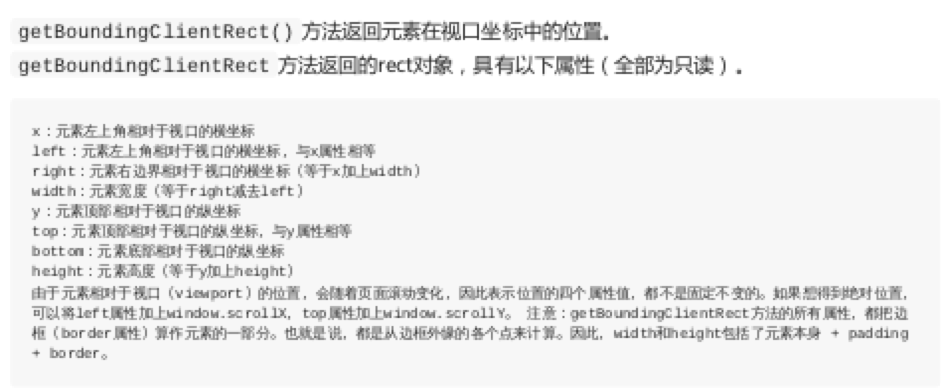 getBoundingClientRect() 方法返回元素在视口坐标中的位置。
getBoundingClientRect 方法返回的rect对象，具有以下属性（全部为只读）.
x：元素左上角相对于视口的横坐标
left：元素左上角相对于视口的横坐标，与x属性相等
right：元素右边界相对于视口的横坐标（等于x加上width）
width：元素宽度（等于right减去left）
y：元素顶部相对于视口的纵坐标
top：元素顶部相对于视口的纵坐标，与y属性相等
bottom：元素底部相对于视口的纵坐标
height：元素高度（等于y加上height）
由于元素相对于视口（viewport）的位置，会随着页面滚动变化，因此表示位置的四个属性值，都不是固定不变的。如果想得到绝对位置，
可以将left属性加上window.scrollX，top属性加上window.scrollY。 注意：getBoundingClientRect方法的所有属性，都把边
框（border属性）算作元素的一部分。也就是说，都是从边框外缘的各个点来计算。因此，width和height包括了元素本身 + padding
+ border。